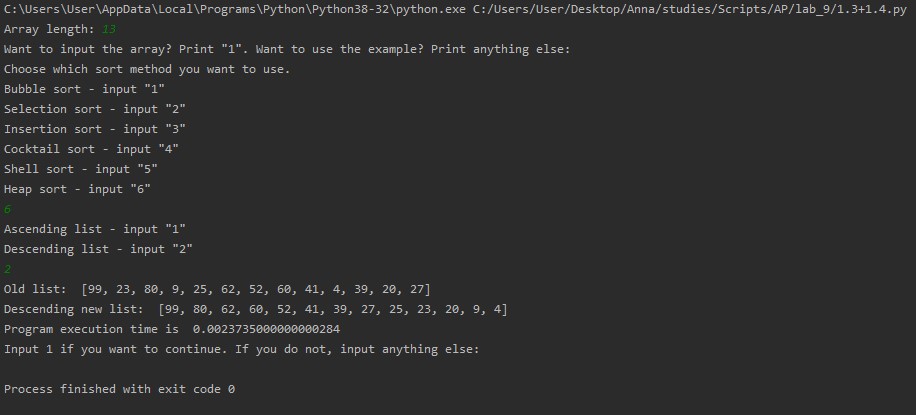 C:\Users\User\AppData\Local\Programs\Python\Python38-32\python.exe C:/Users/User/Desktop/Anna/studies/Scripts/AP/lab_9/1.3+1.4.py
Array length: 13
Want to input the array? Print "1". Want to use the example? Print anything else:
Choose which sort method you want to use.
Bubble sort - input "1"
Selection sort - input "2"
Insertion sort - input "3"
Cocktail sort - input "4"
Shell sort - input "5"
Heap sort - input "6"
6
Ascending list - input "1"
Descending list - input "2"
2
Old list:  [99, 23, 80, 9, 25, 62, 52, 60, 41, 4, 39, 20, 27]
Descending new list:  [99, 80, 62, 60, 52, 41, 39, 27, 25, 23, 20, 9, 4]
Program execution time is  0.0023735000000000284
Input 1 if you want to continue. If you do not, input anything else:
Process finished with exit code 0